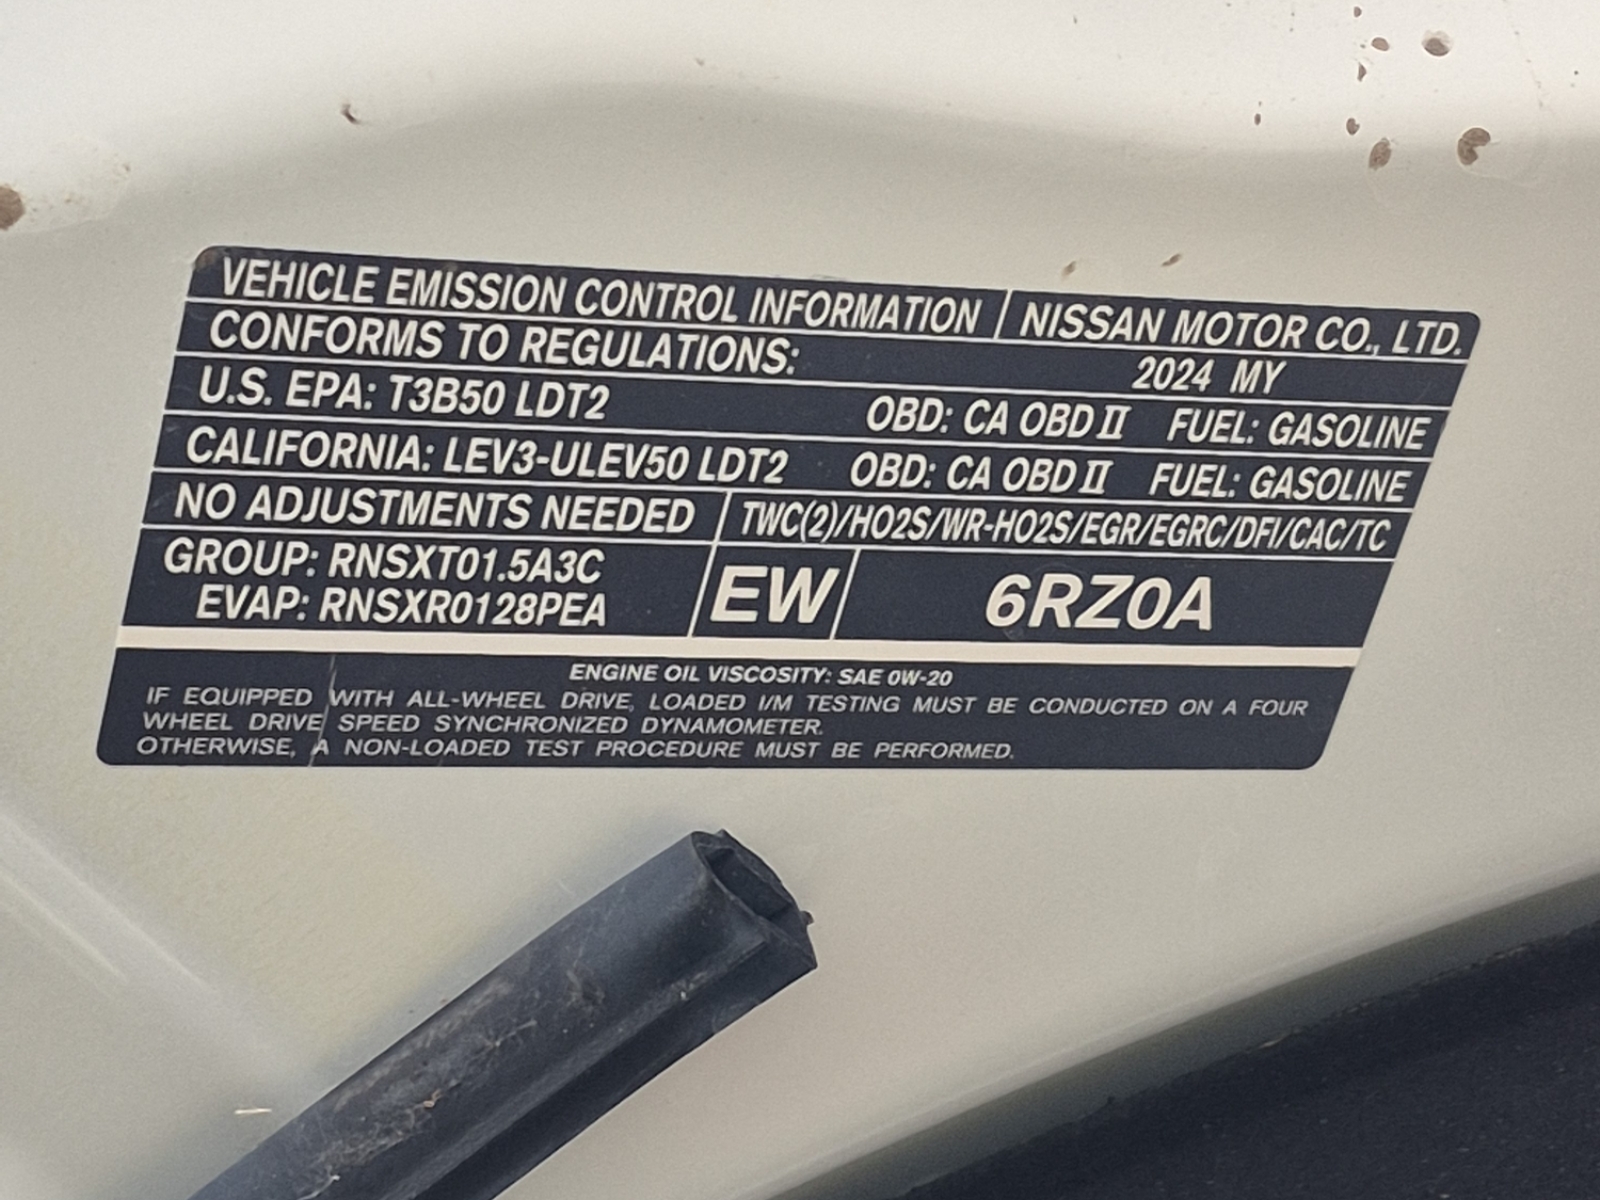 VEHICLE EMISSION CONTROL INFORMATION NISSAN MOTOR CO., LTD.
CONFORMS TO REGULATIONS: 2024 MY
U.S. EPA: T3B50 LDT2 OBD: CA OBD II FUEL: GASOLINE
CALIFORNIA: LEV3-ULEV50 LDT2 OBD: CA OBD II FUEL: GASOLINE
NO ADJUSTMENTS NEEDED TWC(2)/HO2S/WR-HO2S/EGR/EGRC/DFI/CAC/TC
GROUP: RNSXT01.5A3C
EVAP: RNSXR0128PEA
EW 6RZ0A
ENGINE OIL VISCOSITY: SAE 0W-20
IF EQUIPPED WITH ALL-WHEEL DRIVE, LOADED I/M TESTING MUST BE CONDUCTED ON A FOUR
WHEEL DRIVE SPEED SYNCHRONIZED DYNAMOMETER.
OTHERWISE, A NON-LOADED TEST PROCEDURE MUST BE PERFORMED.